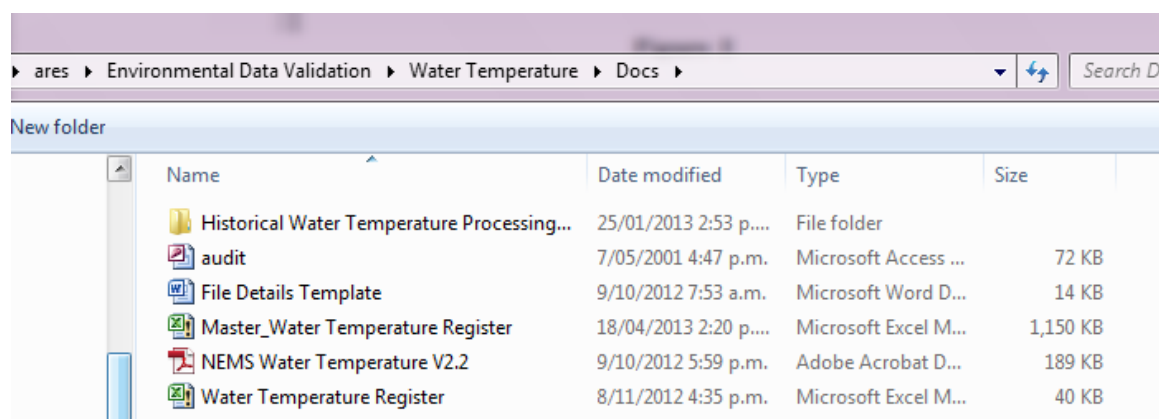 ares Environmental Data Validation Water Temperature Docs Search D
New folder
Name Date modified Type Size
Historical Water Temperature Processing... 25/01/2013 2:53 p.... File folder
audit 7/05/2001 4:47 p.m. Microsoft Access ... 72 KB
File Details Template 9/10/2012 7:53 a.m. Microsoft Word D... 14 KB
Master_Water Temperature Register 18/04/2013 2:20 p.... Microsoft Excel M... 1,150 KB
NEMS Water Temperature V2.2 9/10/2012 5:59 p.m. Adobe Acrobat D... 189 KB
Water Temperature Register 8/11/2012 4:35 p.m. Microsoft Excel M... 40 KB